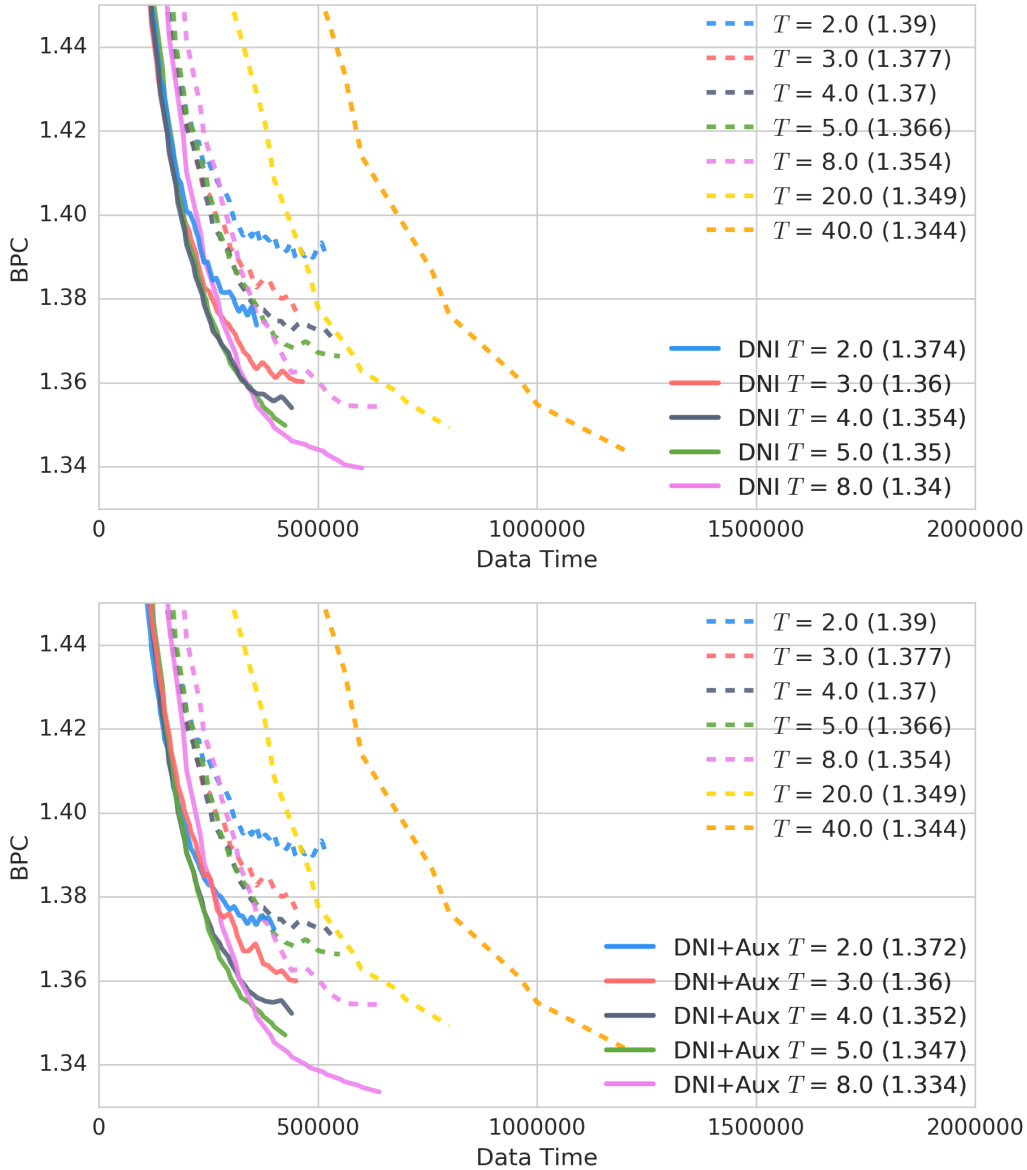 1.44
1.42
1.40
1.38
1.36
1.34
BPC
T = 2.0 (1.39)
T = 3.0 (1.377)
T = 4.0 (1.37)
T = 5.0 (1.366)
T = 8.0 (1.354)
T = 20.0 (1.349)
T = 40.0 (1.344)
DNI T = 2.0 (1.374)
DNI T = 3.0 (1.36)
DNI T = 4.0 (1.354)
DNI T = 5.0 (1.35)
DNI T = 8.0 (1.34)
0 500000 1000000 1500000 2000000
Data Time
1.44
1.42
1.40
1.38
1.36
1.34
BPC
T = 2.0 (1.39)
T = 3.0 (1.377)
T = 4.0 (1.37)
T = 5.0 (1.366)
T = 8.0 (1.354)
T = 20.0 (1.349)
T = 40.0 (1.344)
DNI+Aux T = 2.0 (1.372)
DNI+Aux T = 3.0 (1.36)
DNI+Aux T = 4.0 (1.352)
DNI+Aux T = 5.0 (1.347)
DNI+Aux T = 8.0 (1.334)
0 500000 1000000 1500000 2000000
Data Time